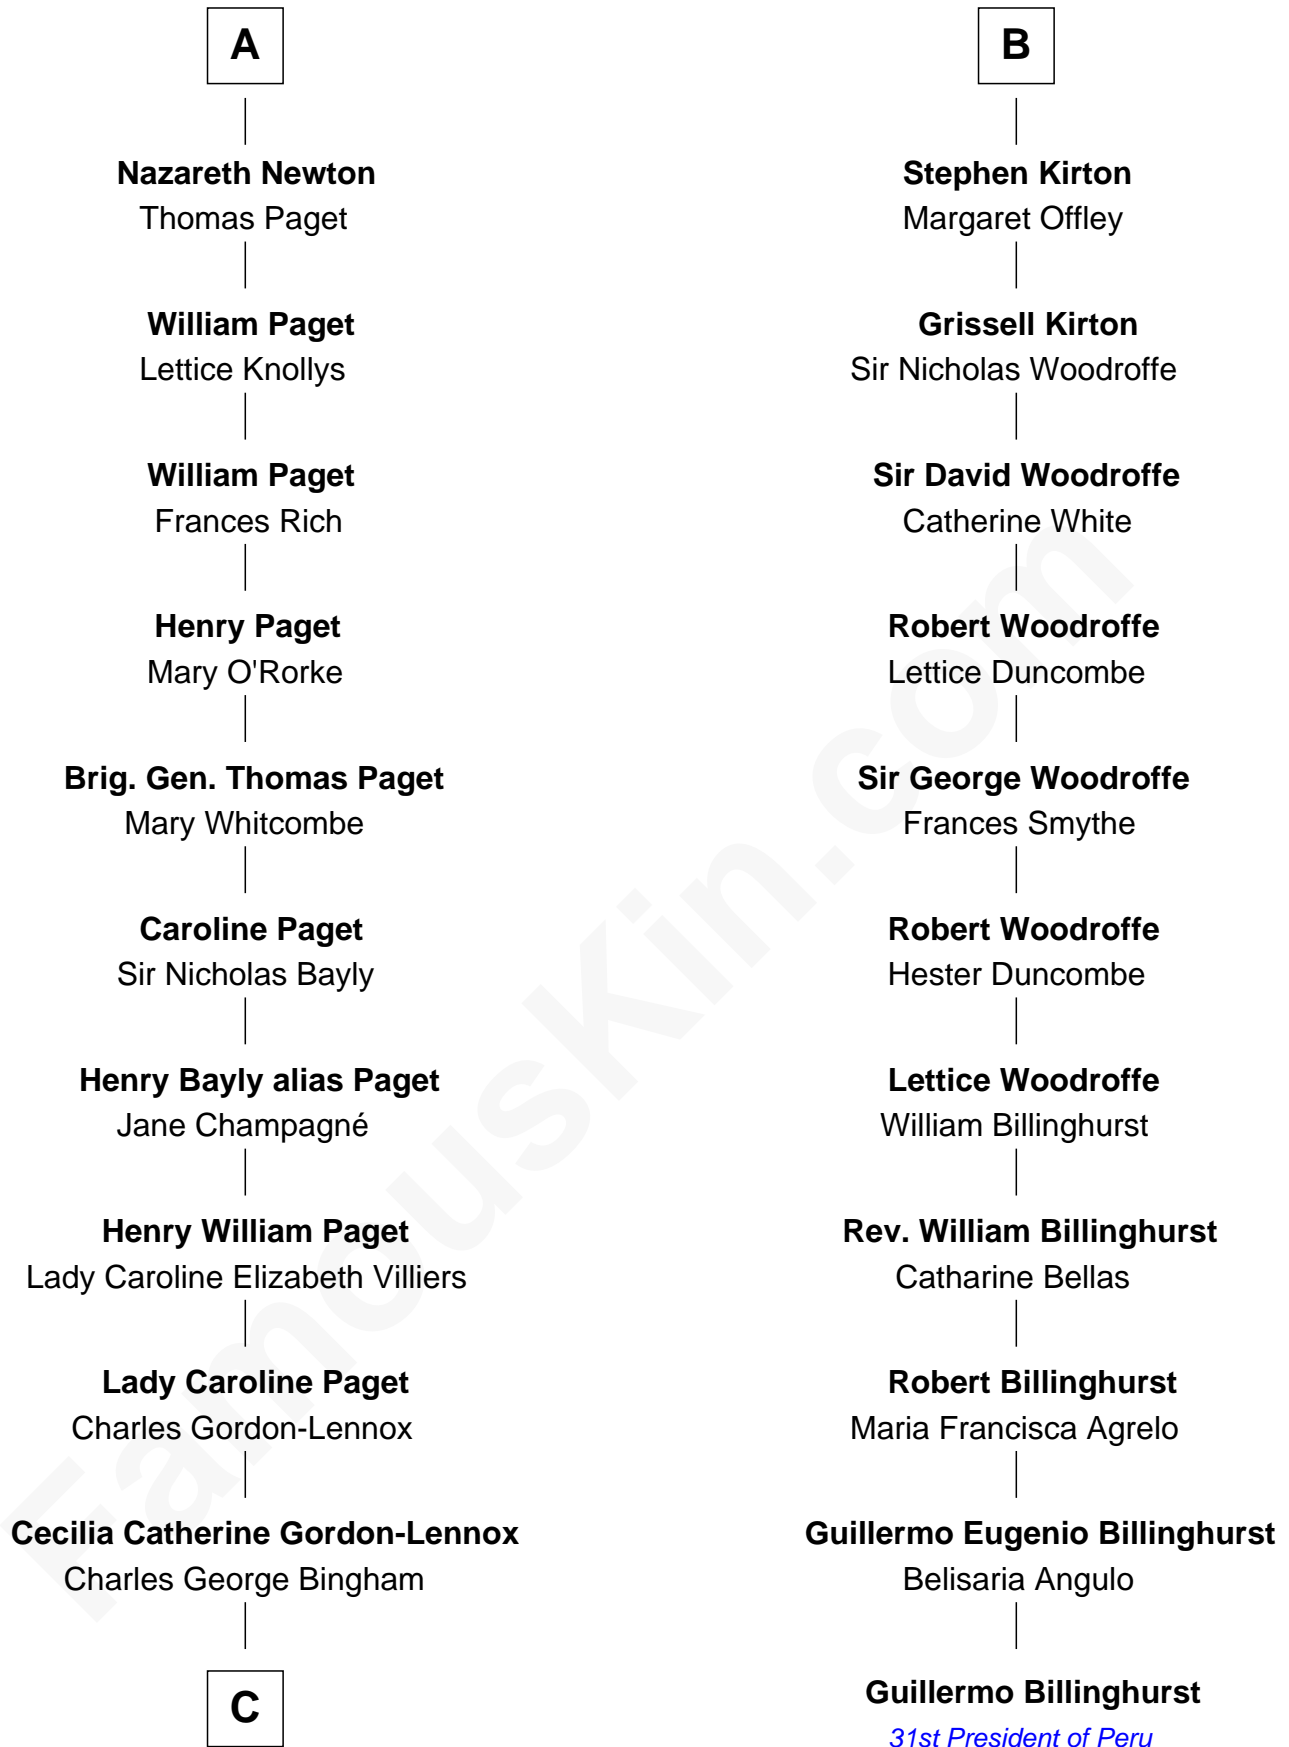 A
Nazareth Newton
Thomas Paget
William Paget
Lettice Knollys
William Paget
Frances Rich
Henry Paget
Mary O'Rorke
Brig. Gen. Thomas Paget
Mary Whitcombe
Caroline Paget
Sir Nicholas Bayly
Henry Bayly alias Paget
Jane Champagné
Henry William Paget
Lady Caroline Elizabeth Villiers
Lady Caroline Paget
Charles Gordon-Lennox
Cecilia Catherine Gordon-Lennox
Charles George Bingham
C
B
Stephen Kirton
Margaret Offley
Grissell Kirton
Sir Nicholas Woodroffe
Sir David Woodroffe
Catherine White
Robert Woodroffe
Lettice Duncombe
Sir George Woodroffe
Frances Smythe
Robert Woodroffe
Hester Duncombe
Lettice Woodroffe
William Billinghurst
Rev. William Billinghurst
Catharine Bellas
Robert Billinghurst
Maria Francisca Agrelo
Guillermo Eugenio Billinghurst
Belisaria Angulo
Guillermo Billinghurst
31st President of Peru
FamousKin.com